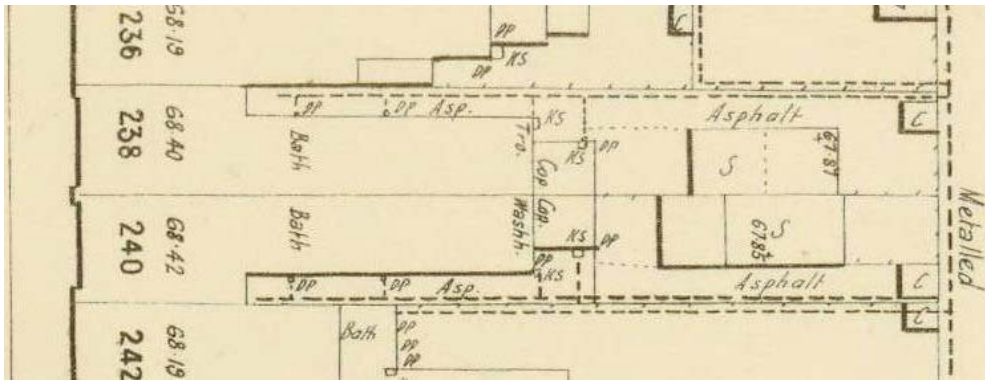 236
68·19
DP
KS
DP
C
238
68·40
DP
DP
Asp.
KS
Asphalt
C
Bath
Tro.
Cop
KS
DP
S
67·87
240
68·42
Bath
Washh.
Cop.
KS
DP
S
67·85
DP
KS
DP
DP
Asp.
Asphalt
C
Metalled
242
68·19
Bath
DP
DP
DP
C